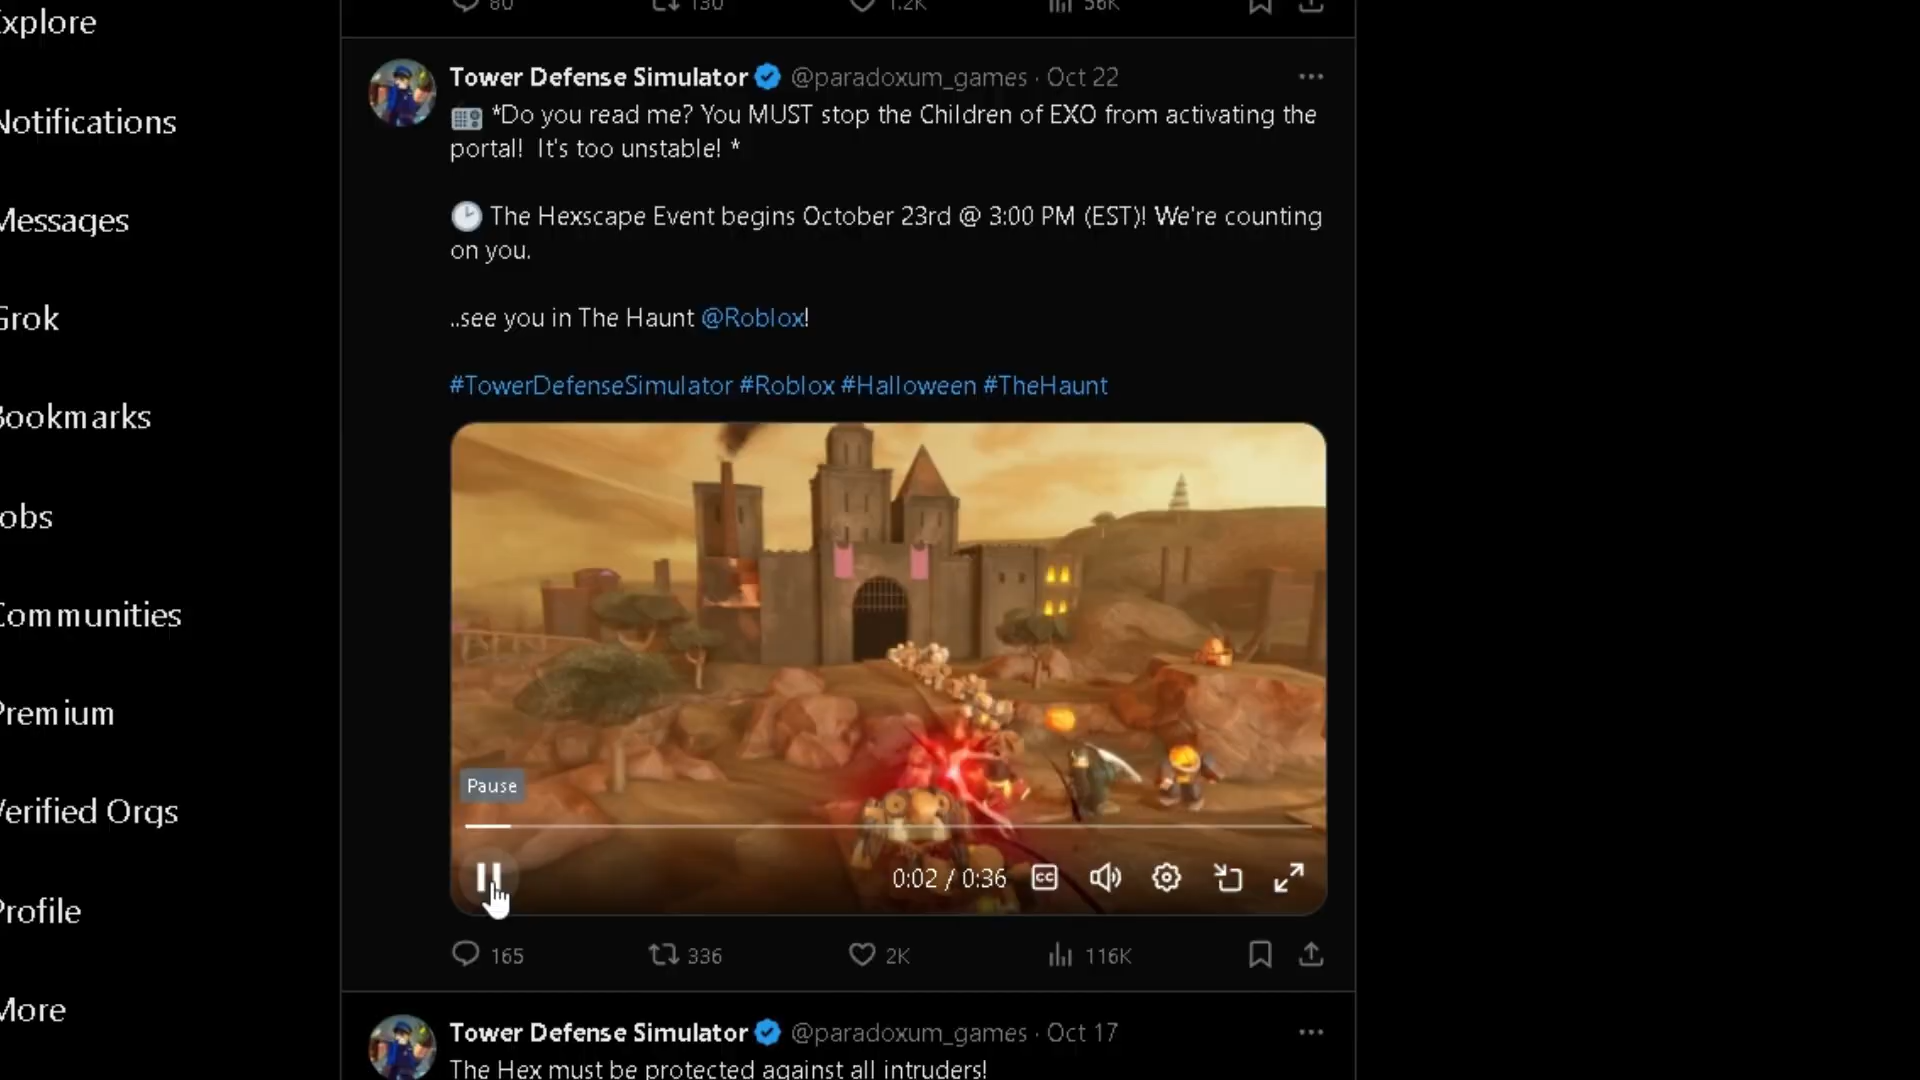 80 130 1.2K 56K
Explore
Notifications
Messages
Grok
Bookmarks
Jobs
Communities
Premium
Verified Orgs
Profile
More
Tower Defense Simulator @paradoxum_games · Oct 22
*Do you read me? You MUST stop the Children of EXO from activating the
portal! It's too unstable! *
The Hexscape Event begins October 23rd @ 3:00 PM (EST)! We're counting
on you.
..see you in The Haunt @Roblox!
#TowerDefenseSimulator #Roblox #Halloween #TheHaunt
Pause
0:02 / 0:36 CC
165 336 2K 116K
Tower Defense Simulator @paradoxum_games · Oct 17
The Hex must be protected against all intruders!